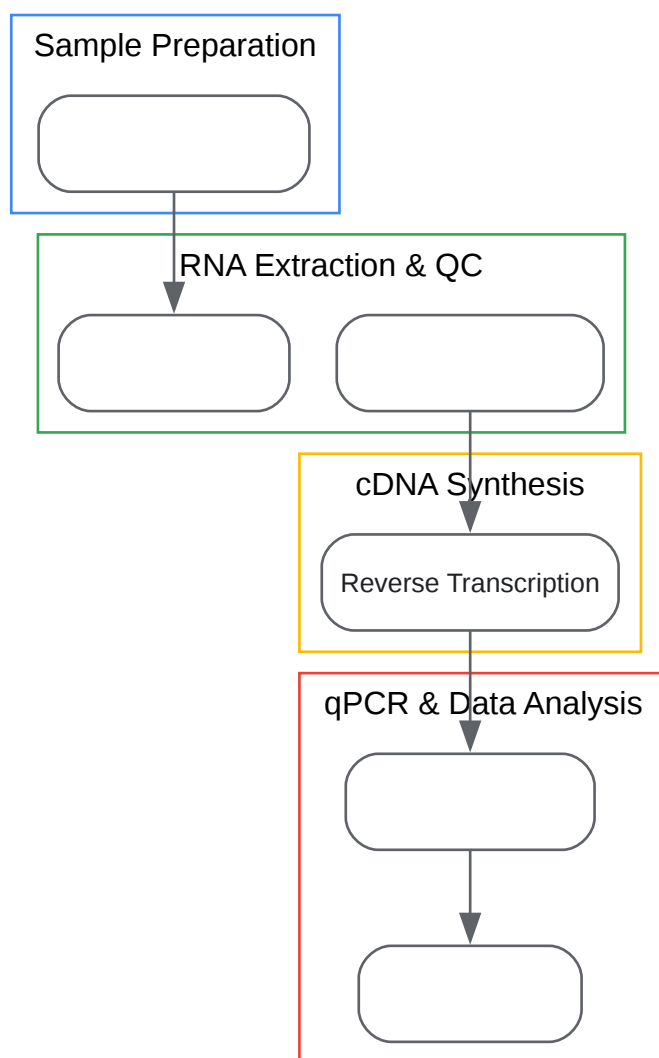 Sample Preparation
RNA Extraction & QC
cDNA Synthesis
Reverse Transcription
qPCR & Data Analysis